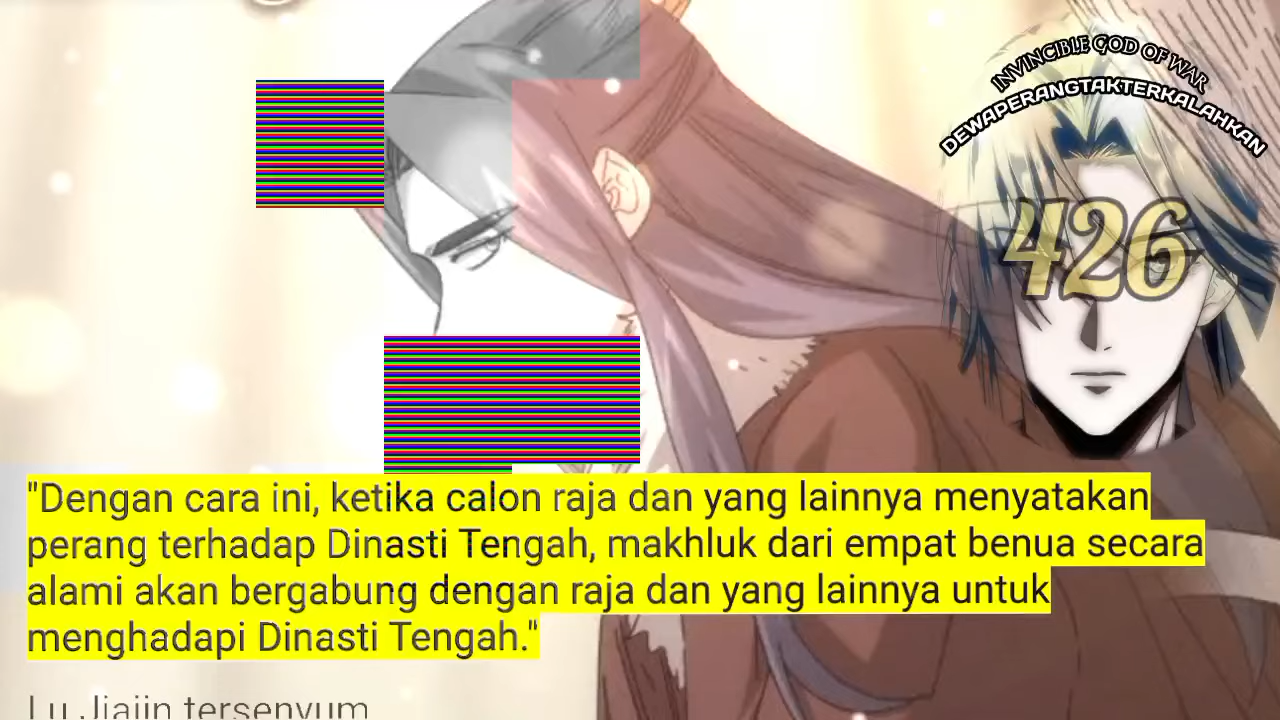 INVINCIBLE GOD OF WAR
DEWAPERANGTAKTERKALAHKAN
426
"Dengan cara ini, ketika calon raja dan yang lainnya menyatakan
perang terhadap Dinasti Tengah, makhluk dari empat benua secara
alami akan bergabung dengan raja dan yang lainnya untuk
menghadapi Dinasti Tengah."
Lu Jiajin tersenyum